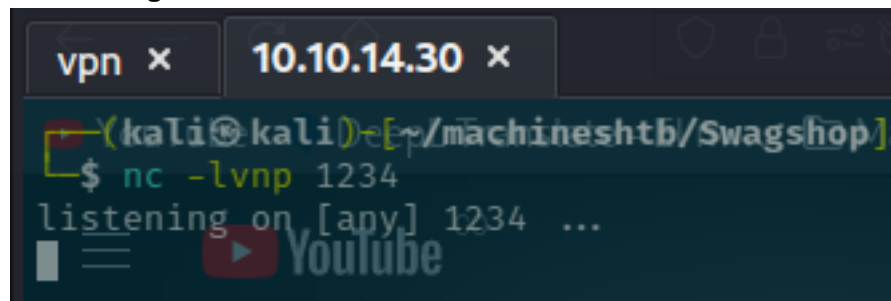 vpn × 10.10.14.30 ×
┌──(kali㉿kali)-[~/machineshtb/Swagshop]
└─$ nc -lvnp 1234
listening on [any] 1234 ...
YouTube